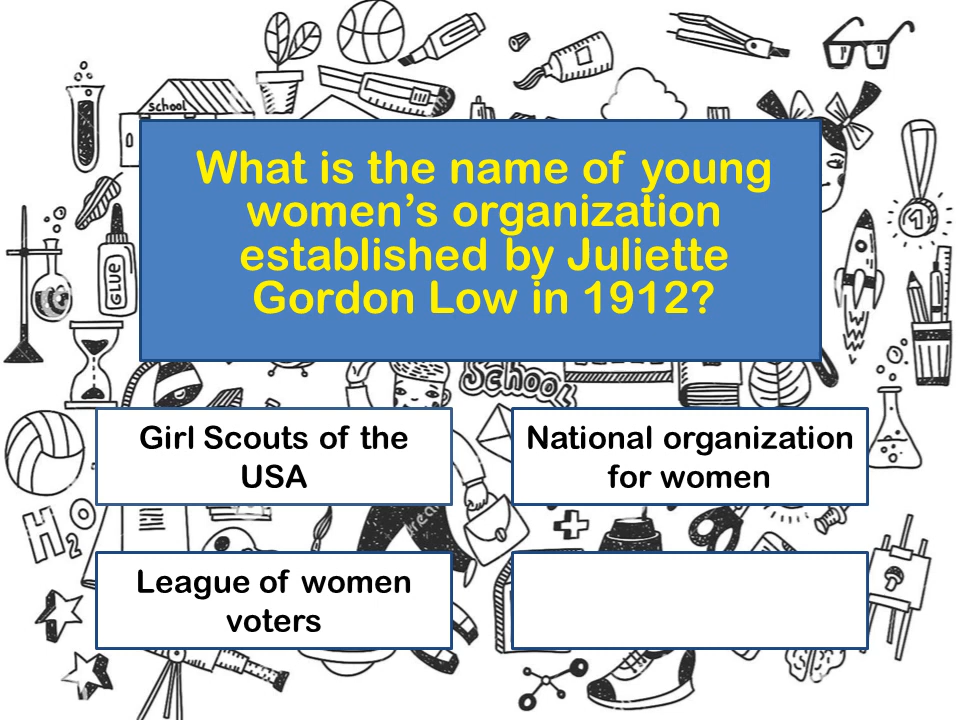 school
What is the name of young
women's organization
established by Juliette
Gordon Low in 1912?
GLUE
1
School
Girl Scouts of the
USA
National organization
for women
H2O
League of women
voters